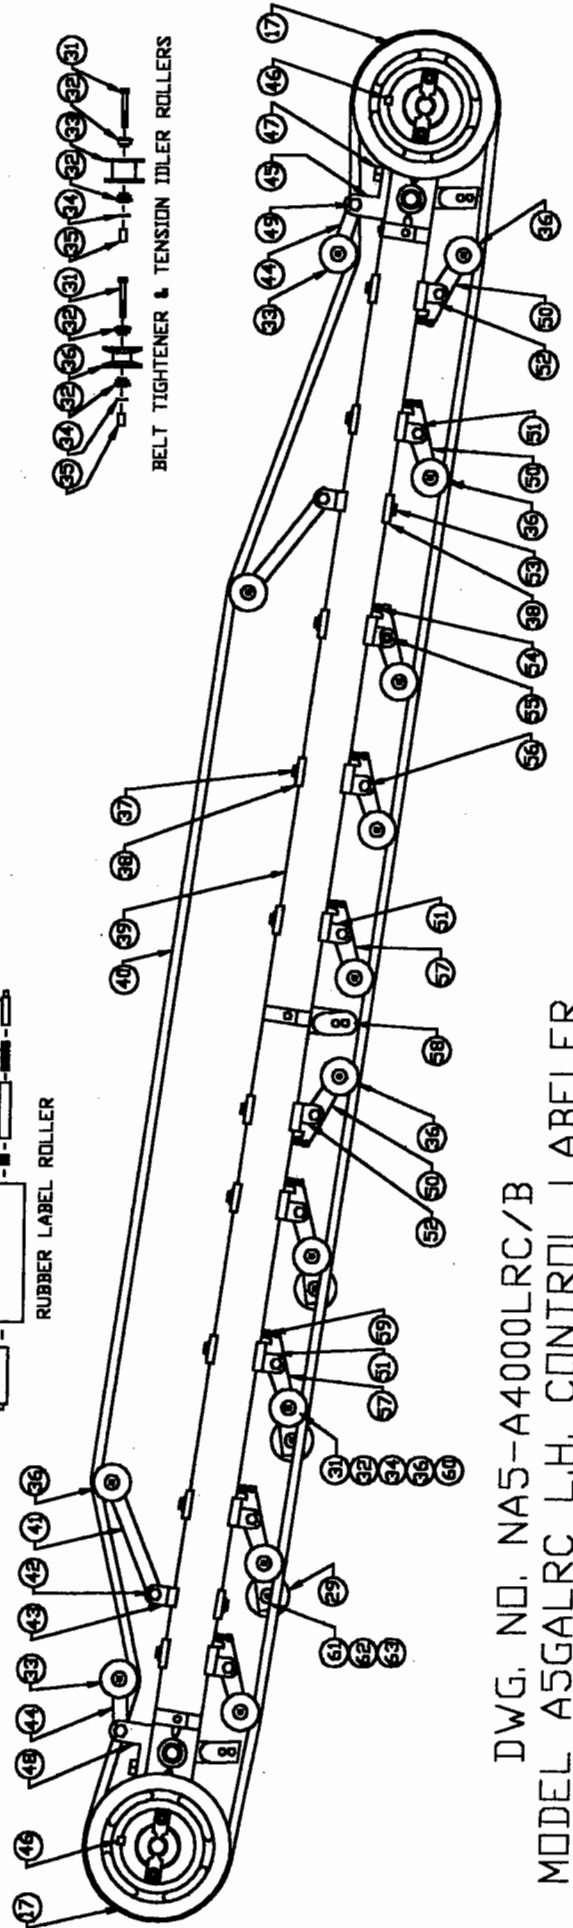 RUBBER LABEL ROLLER
35 34 32 36 32 31
35 34 32 33 32 31
BELT TIGHTENER & TENSION IDLER ROLLERS
17 46 48 44 33 43 42 41 36
40 39 38 37
33 44 49 45 47 46 17
61 62 63
29
31 32 34 36 60
57 51 59
52 50 36
58
57 51
56
55 54
38 53 36 50 51
52 50 36
DWG. NO. NA5-A4000LRC/B
MODEL A5GALRC L.H. CONTROL LABELER